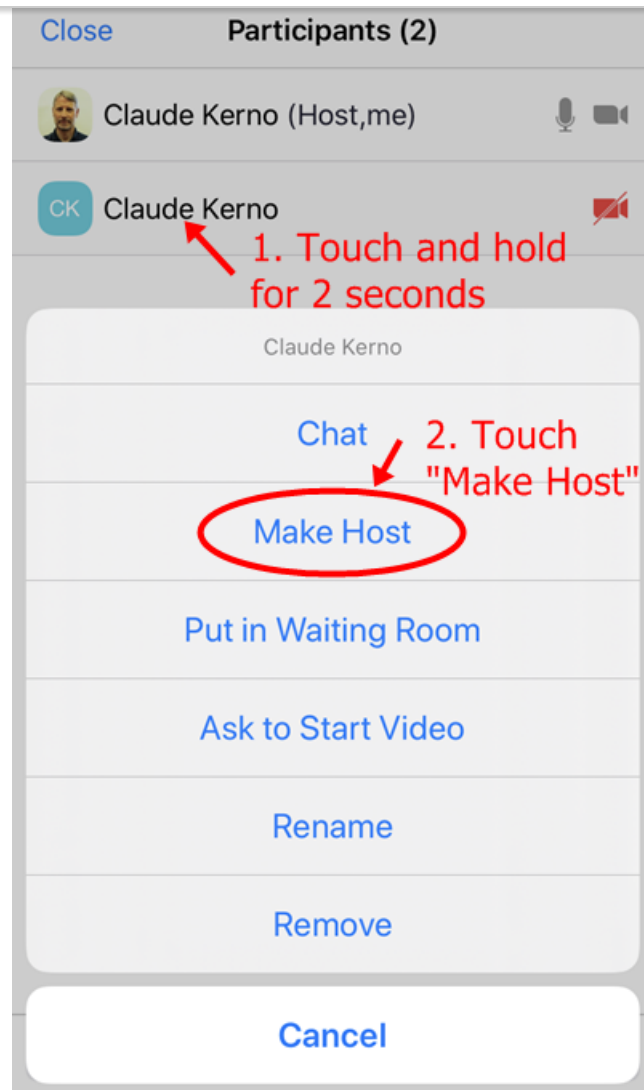 Close Participants (2)
Claude Kerno (Host,me)
CK Claude Kerno
1. Touch and hold
for 2 seconds
Claude Kerno
Chat
2. Touch
"Make Host"
Make Host
Put in Waiting Room
Ask to Start Video
Rename
Remove
Cancel